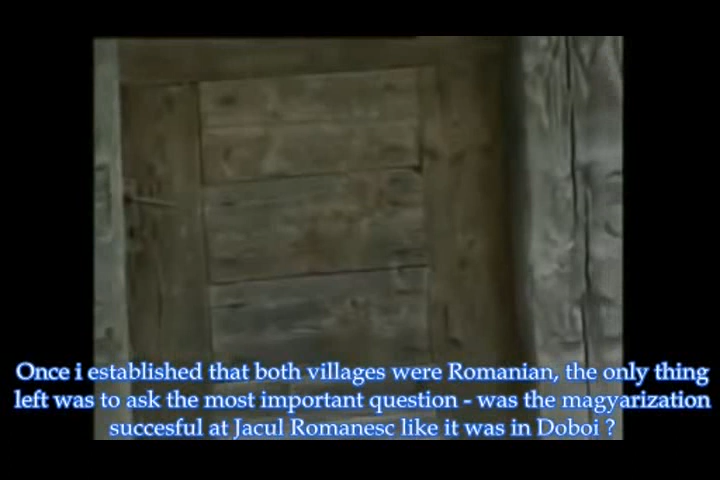 Once i established that both villages were Romanian, the only thing
left was to ask the most important question - was the magyarization
succesful at Jacul Romanesc like it was in Doboi ?